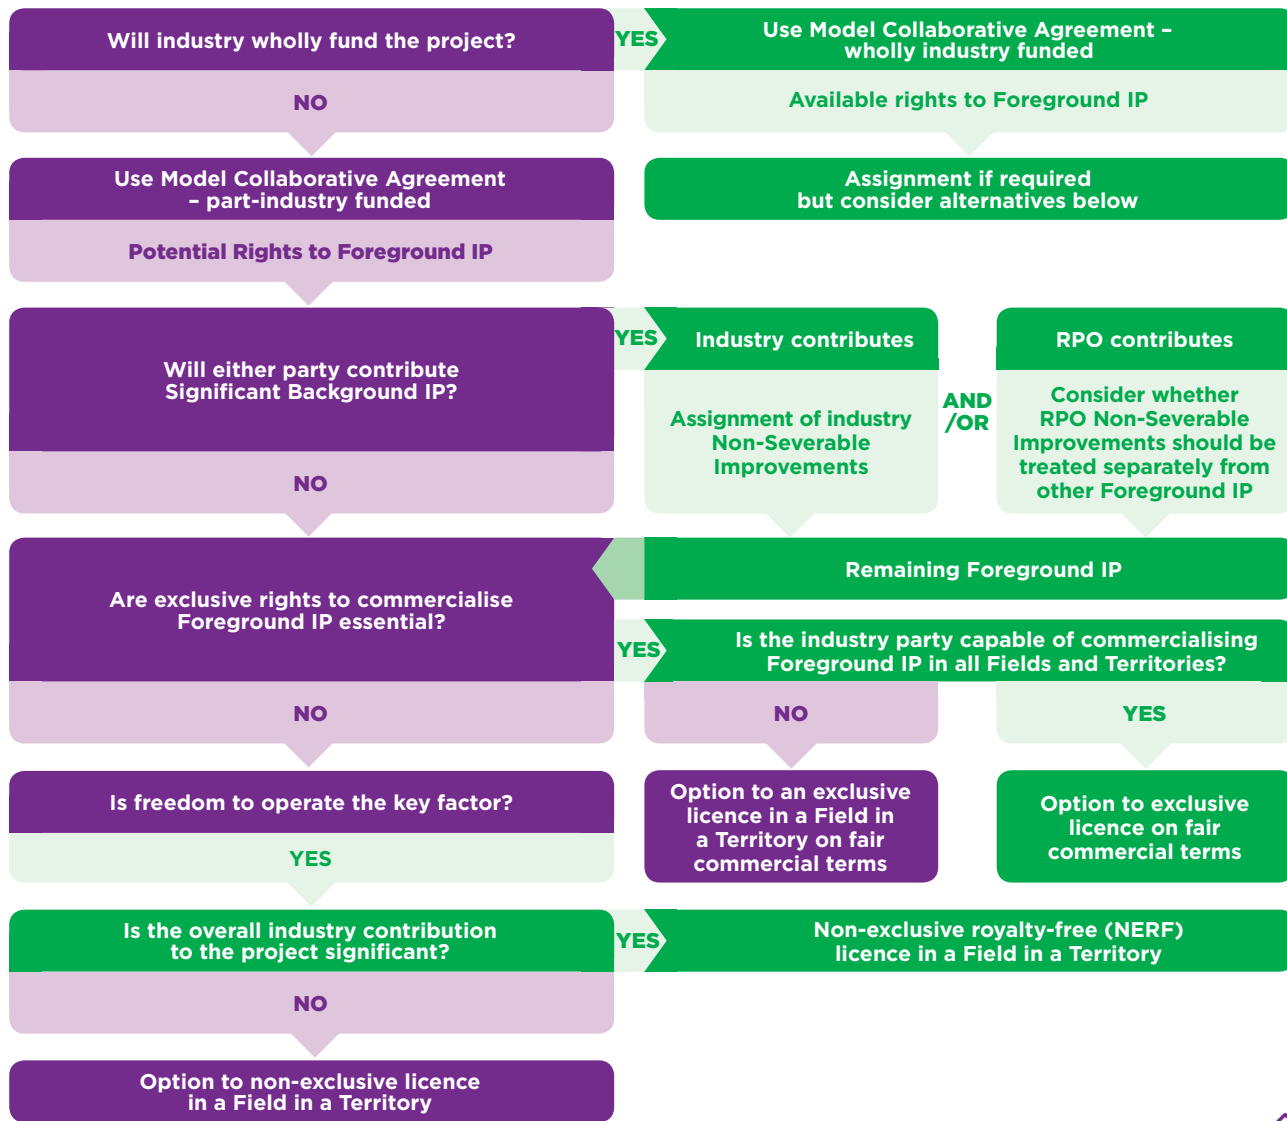 Will industry wholly fund the project?
YES
Use Model Collaborative Agreement –
wholly industry funded
NO
Available rights to Foreground IP
Use Model Collaborative Agreement
– part-industry funded
Assignment if required
but consider alternatives below
Potential Rights to Foreground IP
Will either party contribute
Significant Background IP?
YES
Industry contributes
RPO contributes
Assignment of industry
Non-Severable
Improvements
AND
/OR
Consider whether
RPO Non-Severable
Improvements should be
treated separately from
other Foreground IP
NO
Remaining Foreground IP
Are exclusive rights to commercialise
Foreground IP essential?
YES
Is the industry party capable of commercialising
Foreground IP in all Fields and Territories?
NO
NO
YES
Is freedom to operate the key factor?
Option to an exclusive
licence in a Field in
a Territory on fair
commercial terms
Option to exclusive
licence on fair
commercial terms
YES
Is the overall industry contribution
to the project significant?
YES
Non-exclusive royalty-free (NERF)
licence in a Field in a Territory
NO
Option to non-exclusive licence
in a Field in a Territory